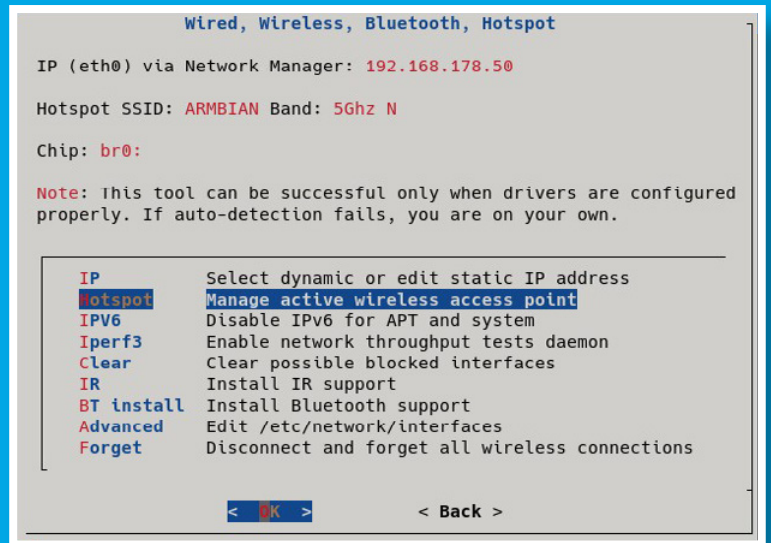 Wired, Wireless, Bluetooth, Hotspot
IP (eth0) via Network Manager: 192.168.178.50
Hotspot SSID: ARMBIAN Band: 5Ghz N
Chip: br0:
Note: This tool can be successful only when drivers are configured
properly. If auto-detection fails, you are on your own.
IP Select dynamic or edit static IP address
Hotspot Manage active wireless access point
IPV6 Disable IPv6 for APT and system
Iperf3 Enable network throughput tests daemon
Clear Clear possible blocked interfaces
IR Install IR support
BT install Install Bluetooth support
Advanced Edit /etc/network/interfaces
Forget Disconnect and forget all wireless connections
< OK > < Back >